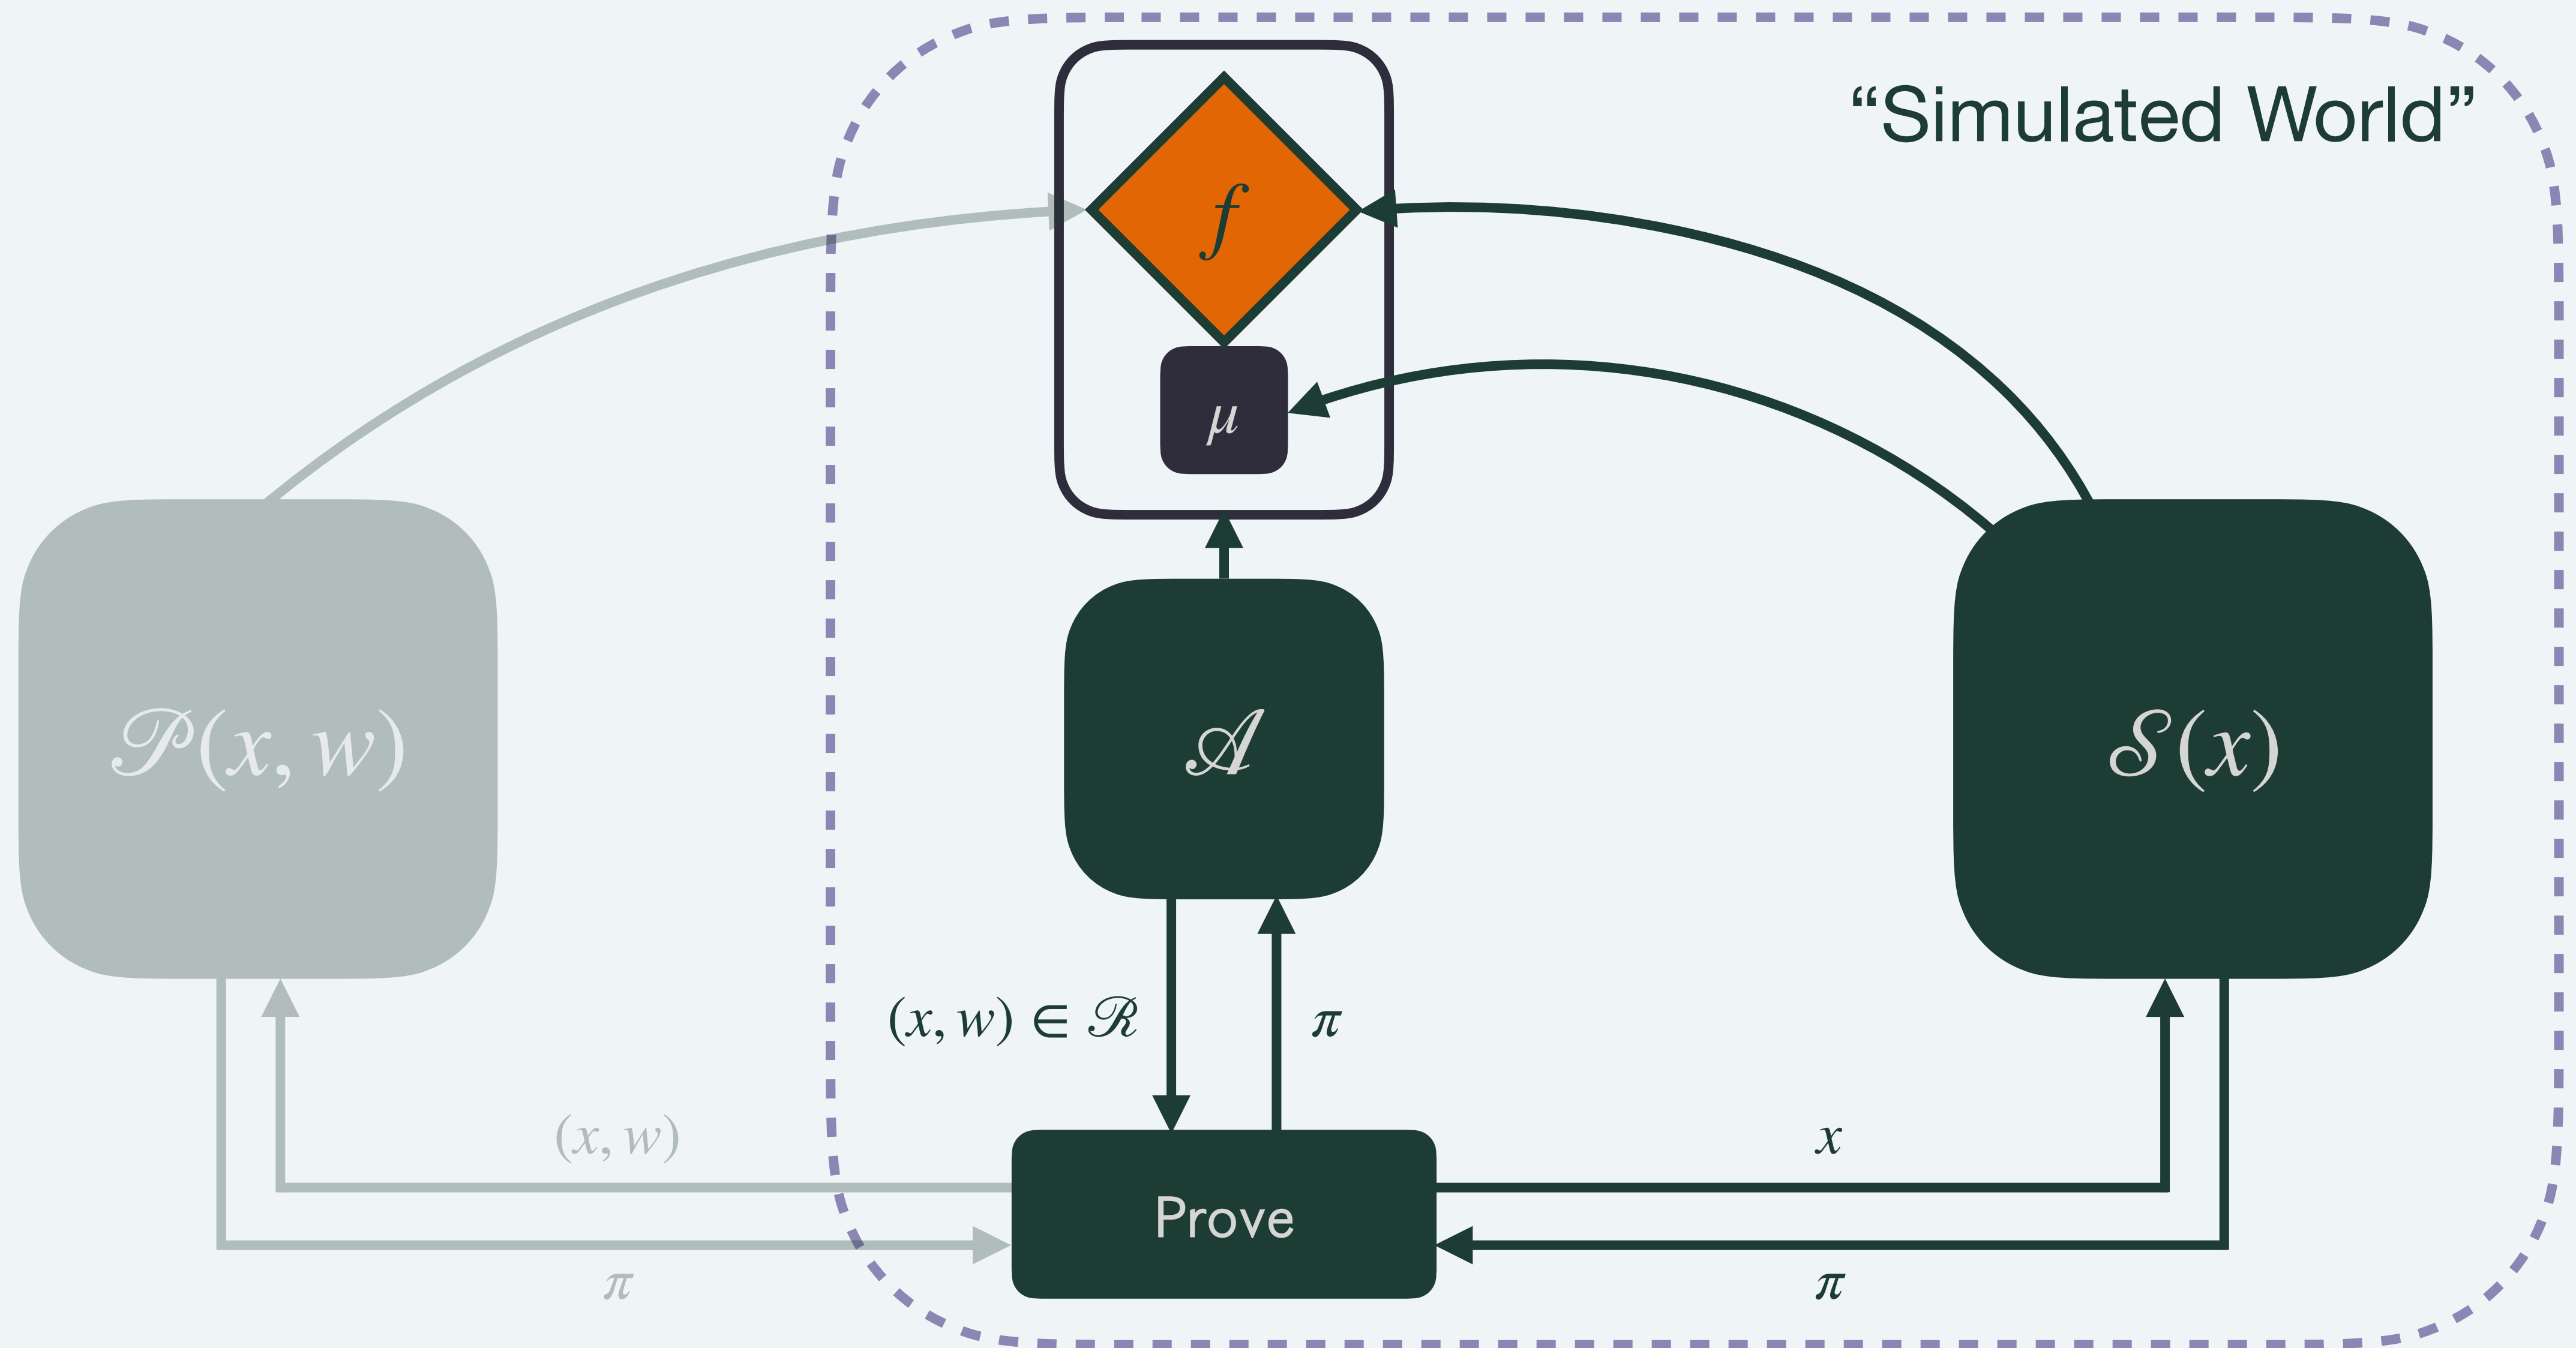 “Simulated World”
f
μ
𝒫(x, w)
𝒜
𝒮(x)
(x, w) ∈ ℛ
π
(x, w)
x
Prove
π
π